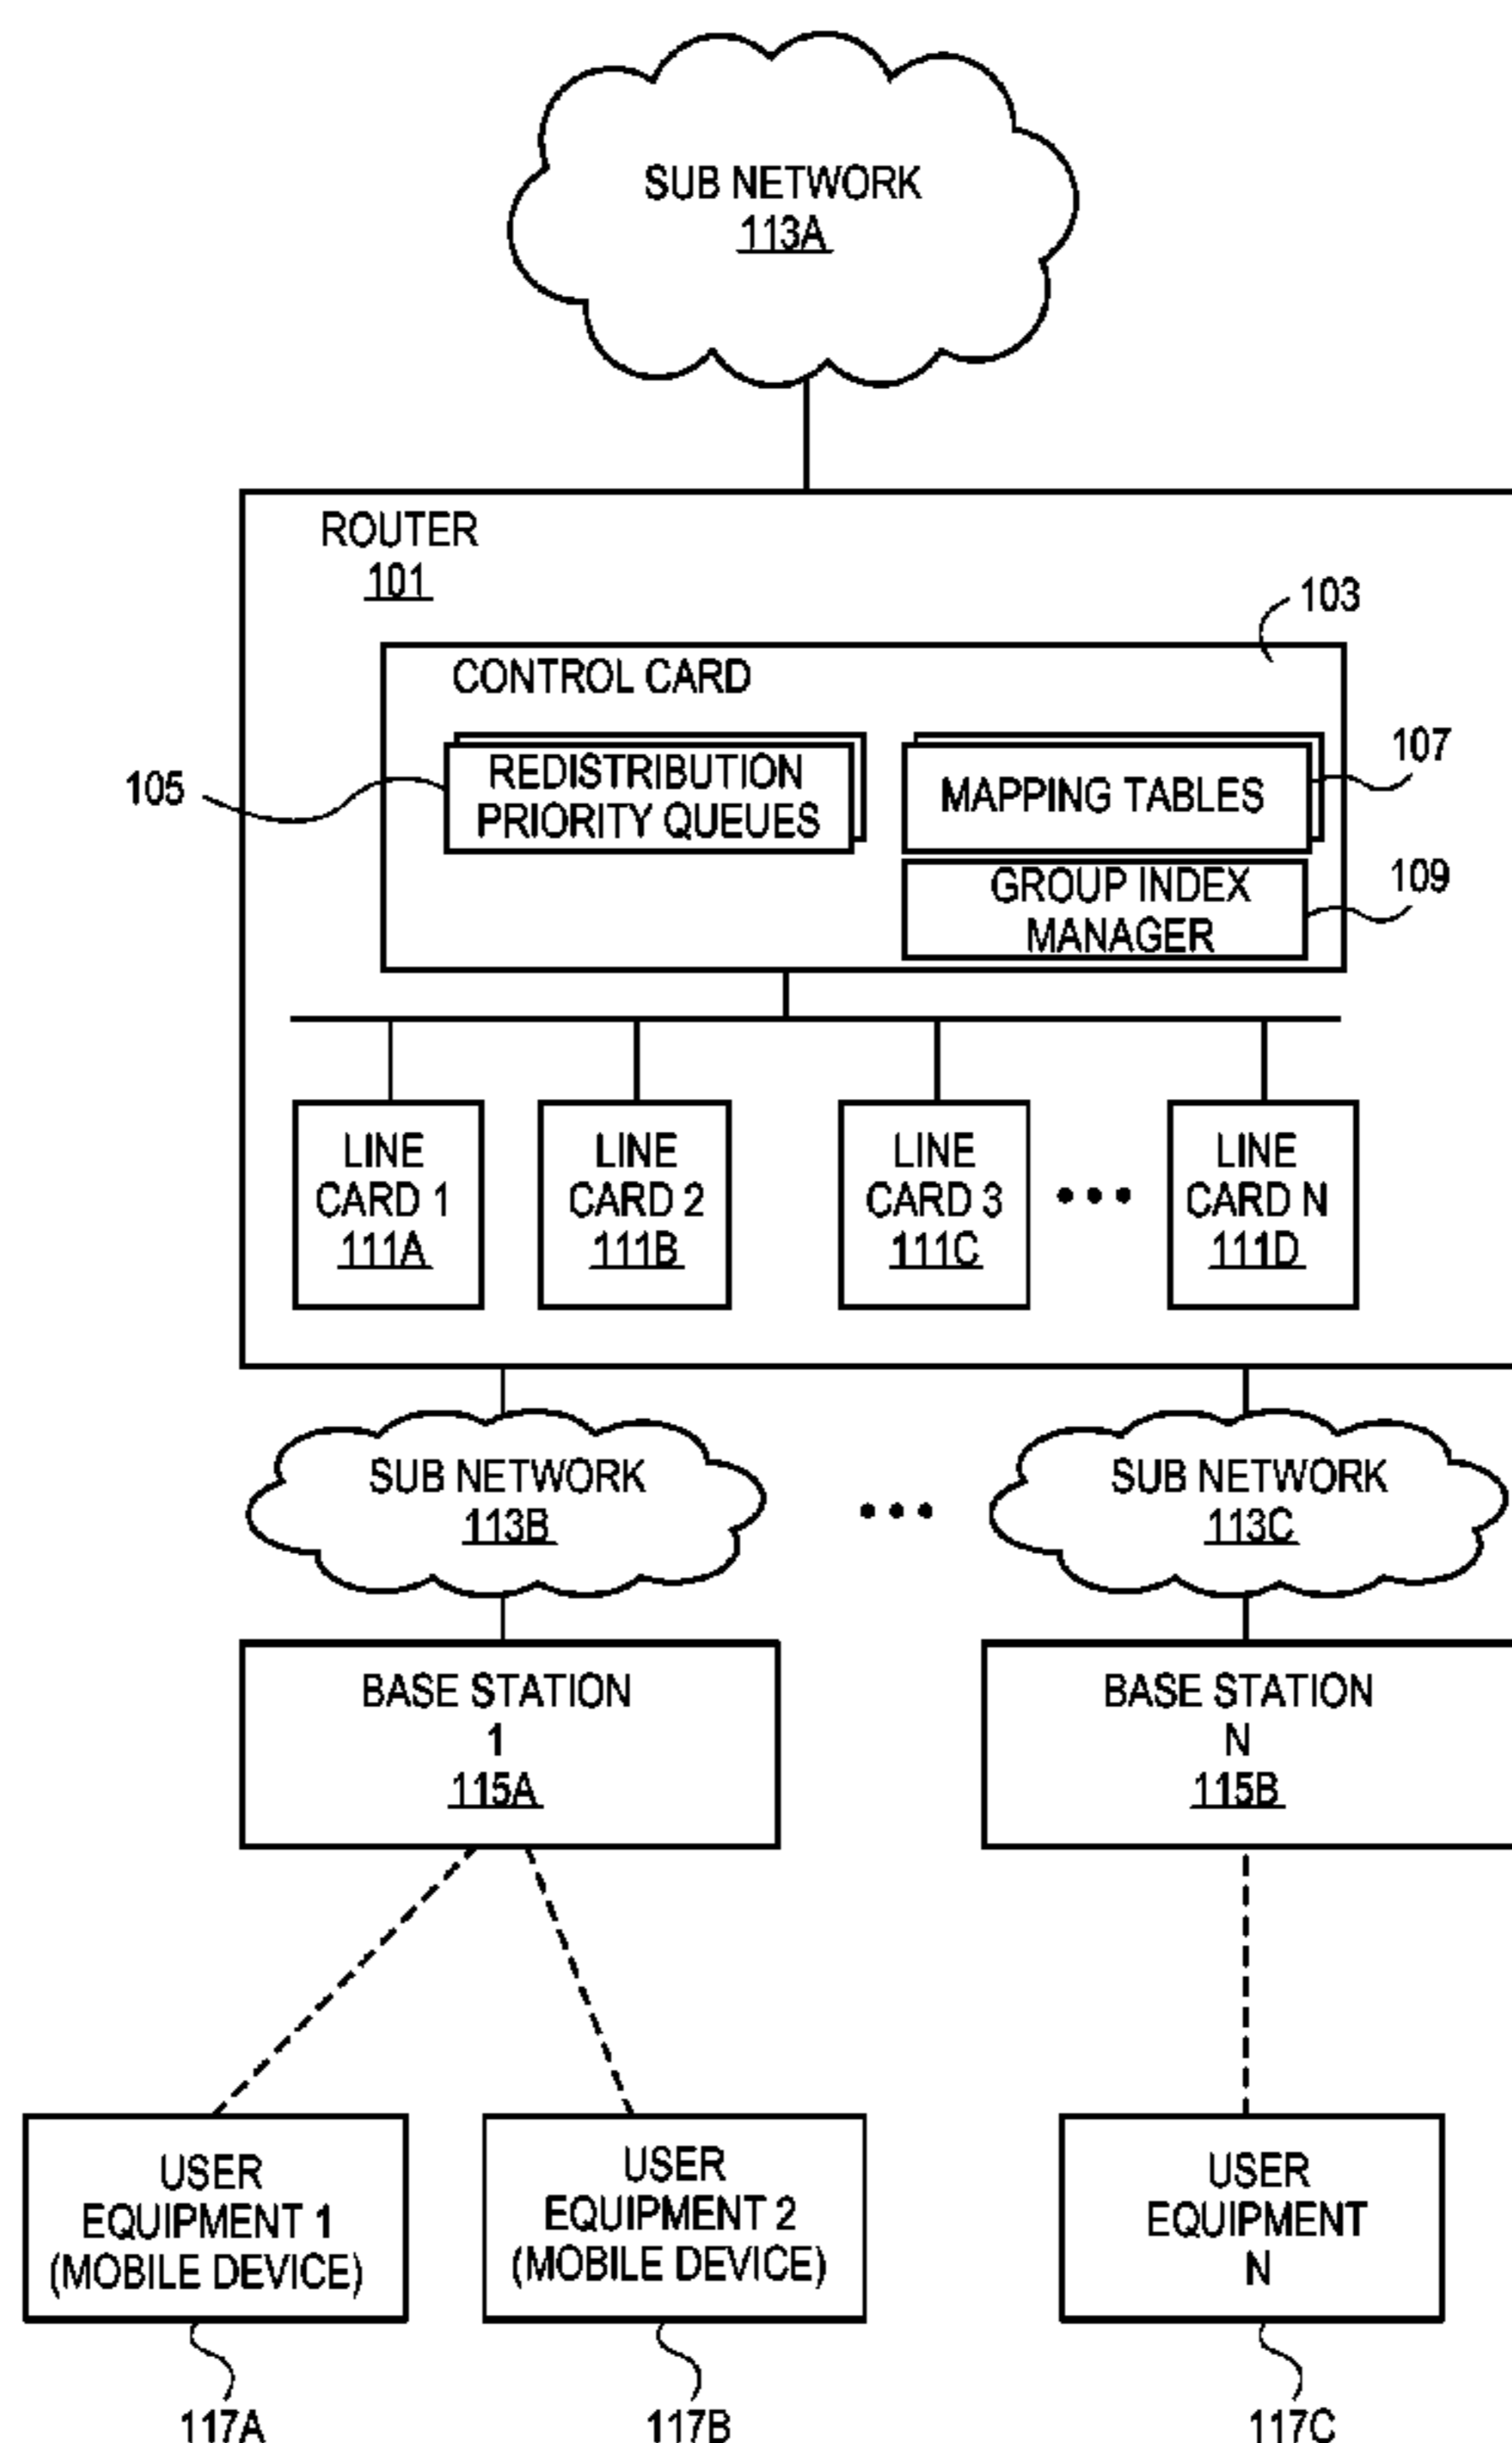 SUB NETWORK
113A
ROUTER
101
103
CONTROL CARD
105
REDISTRIBUTION
PRIORITY QUEUES
MAPPING TABLES
107
GROUP INDEX
MANAGER
109
LINE
CARD 1
111A
LINE
CARD 2
111B
LINE
CARD 3
111C
•••
LINE
CARD N
111D
SUB NETWORK
113B
•••
SUB NETWORK
113C
BASE STATION
1
115A
BASE STATION
N
115B
USER
EQUIPMENT 1
(MOBILE DEVICE)
117A
USER
EQUIPMENT 2
(MOBILE DEVICE)
117B
USER
EQUIPMENT
N
117C